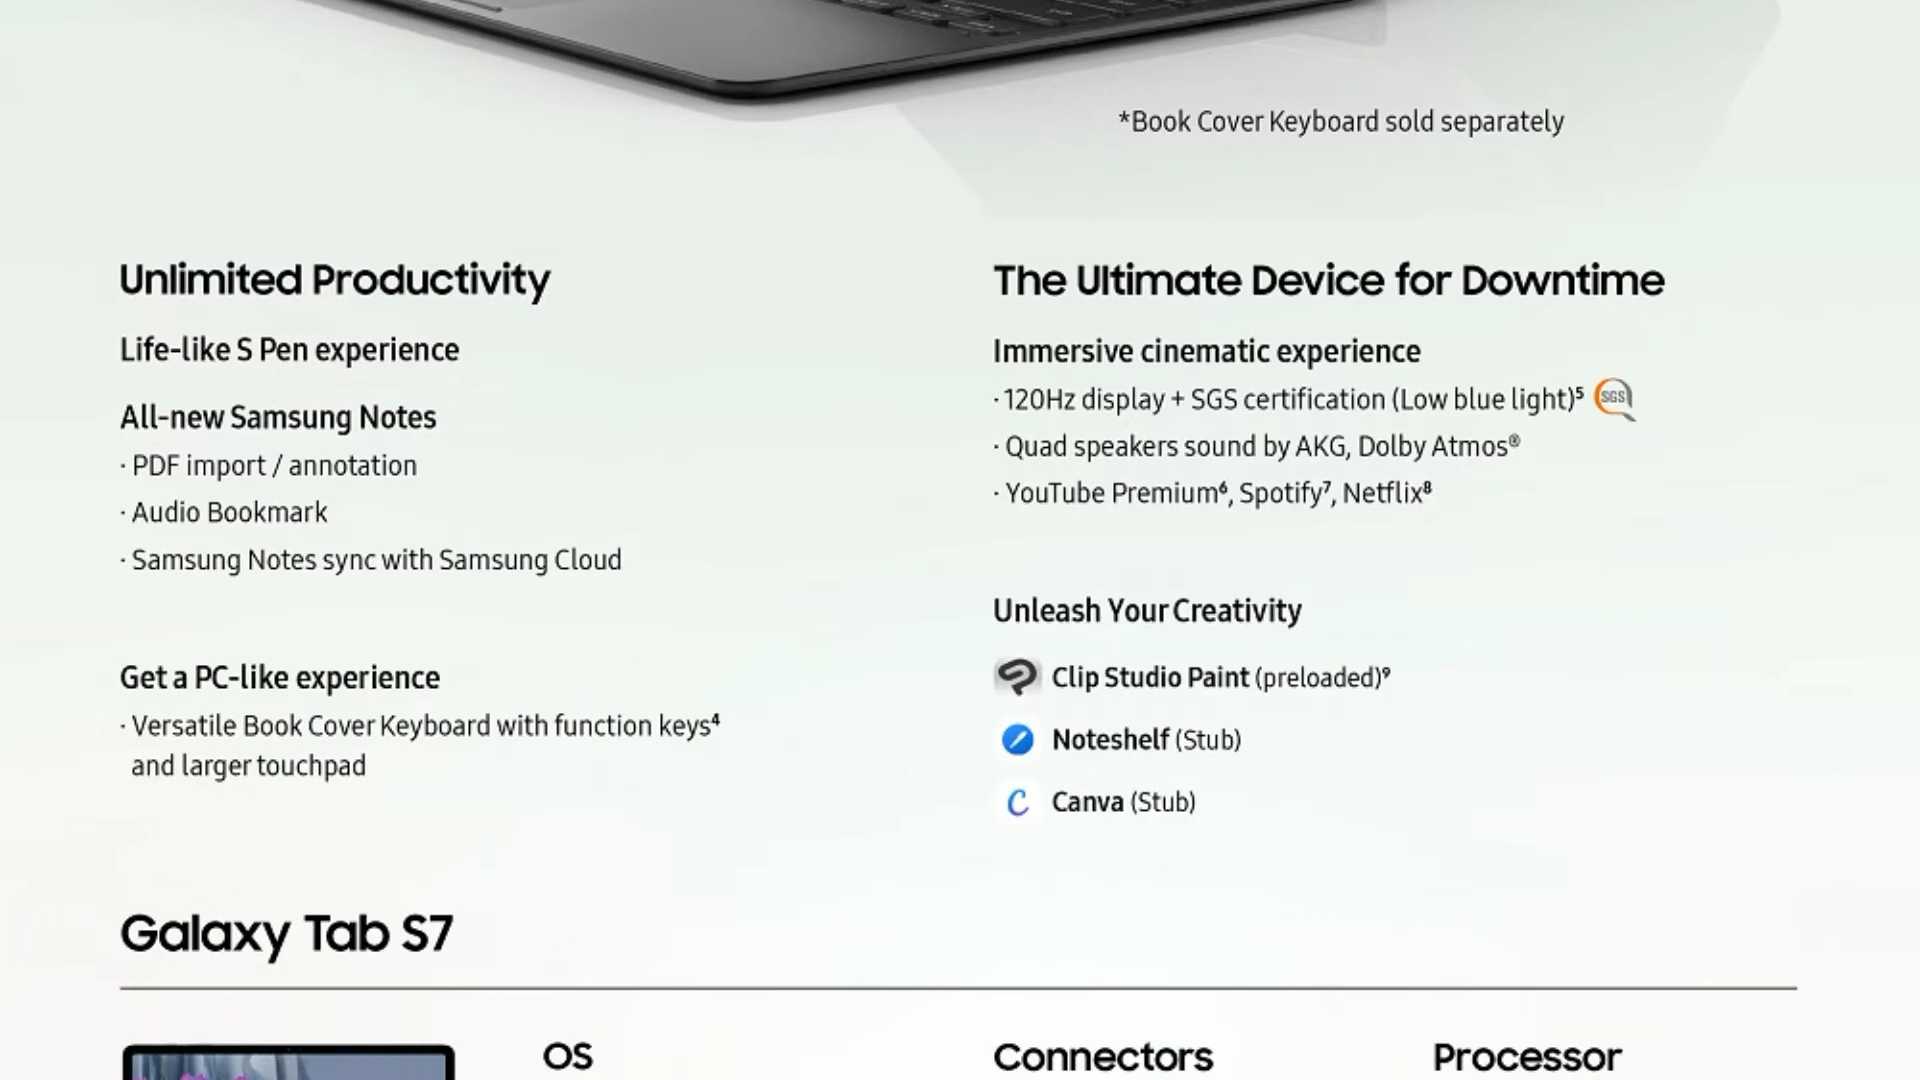 *Book Cover Keyboard sold separately
Unlimited Productivity
Life-like S Pen experience
All-new Samsung Notes
· PDF import / annotation
· Audio Bookmark
· Samsung Notes sync with Samsung Cloud
Get a PC-like experience
· Versatile Book Cover Keyboard with function keys⁴
and larger touchpad
The Ultimate Device for Downtime
Immersive cinematic experience
· 120Hz display + SGS certification (Low blue light)⁵ SGS
· Quad speakers sound by AKG, Dolby Atmos®
· YouTube Premium⁶, Spotify⁷, Netflix⁸
Unleash Your Creativity
Clip Studio Paint (preloaded)⁹
Noteshelf (Stub)
C Canva (Stub)
Galaxy Tab S7
OS
Connectors
Processor